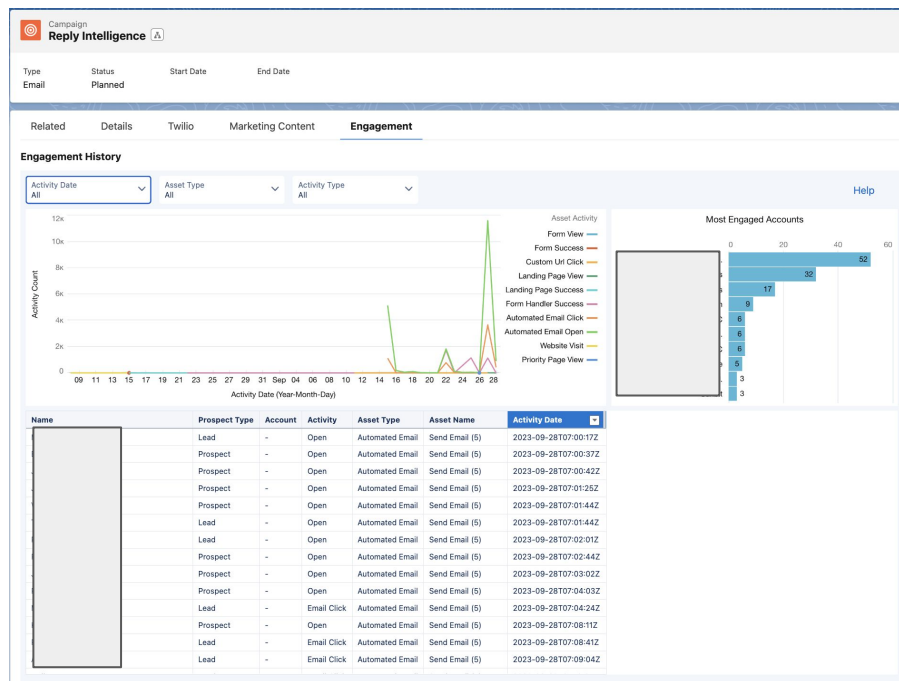 Campaign
Reply Intelligence
Type Status Start Date End Date
Email Planned
Related Details Twilio Marketing Content Engagement
Engagement History
Activity Date Asset Type Activity Type
All All All
Help
12K
10K
8K
6K
4K
2K
0
Activity Count
09 11 13 15 17 19 21 23 25 27 29 31 Sep 04 06 08 10 12 14 16 18 20 22 24 26 28
Activity Date (Year-Month-Day)
Asset Activity
Form View
Form Success
Custom Url Click
Landing Page View
Landing Page Success
Form Handler Success
Automated Email Click
Automated Email Open
Website Visit
Priority Page View
Most Engaged Accounts
0 20 40 60
52
32
17
9
6
6
6
5
3
3
Name Prospect Type Account Activity Asset Type Asset Name Activity Date
Lead - Open Automated Email Send Email (5) 2023-09-28T07:00:17Z
Prospect - Open Automated Email Send Email (5) 2023-09-28T07:00:37Z
Prospect - Open Automated Email Send Email (5) 2023-09-28T07:00:42Z
Prospect - Open Automated Email Send Email (5) 2023-09-28T07:01:25Z
Prospect - Open Automated Email Send Email (5) 2023-09-28T07:01:44Z
Lead - Open Automated Email Send Email (5) 2023-09-28T07:01:44Z
Lead - Open Automated Email Send Email (5) 2023-09-28T07:02:01Z
Prospect - Open Automated Email Send Email (5) 2023-09-28T07:02:44Z
Prospect - Open Automated Email Send Email (5) 2023-09-28T07:03:02Z
Prospect - Open Automated Email Send Email (5) 2023-09-28T07:04:03Z
Lead - Email Click Automated Email Send Email (5) 2023-09-28T07:04:24Z
Prospect - Open Automated Email Send Email (5) 2023-09-28T07:08:11Z
Lead - Email Click Automated Email Send Email (5) 2023-09-28T07:08:41Z
Lead - Email Click Automated Email Send Email (5) 2023-09-28T07:09:04Z